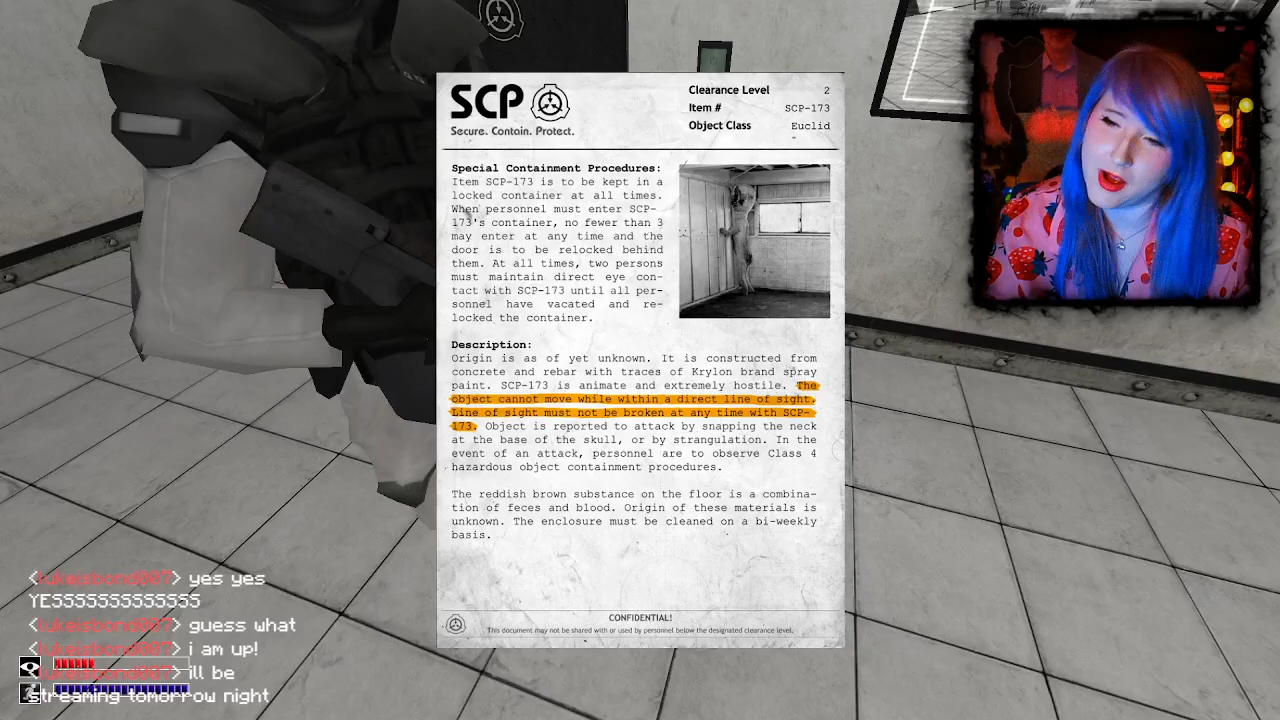 SCP
Secure. Contain. Protect.
Clearance Level 2
Item # SCP-173
Object Class Euclid
Special Containment Procedures:
Item SCP-173 is to be kept in a
locked container at all times.
When personnel must enter SCP-
173's container, no fewer than 3
may enter at any time and the
door is to be relocked behind
them. At all times, two persons
must maintain direct eye con-
tact with SCP-173 until all per-
sonnel have vacated and re-
locked the container.
Description:
Origin is as of yet unknown. It is constructed from
concrete and rebar with traces of Krylon brand spray
paint. SCP-173 is animate and extremely hostile. The
object cannot move while within a direct line of sight.
Line of sight must not be broken at any time with SCP-
173. Object is reported to attack by snapping the neck
at the base of the skull, or by strangulation. In the
event of an attack, personnel are to observe Class 4
hazardous object containment procedures.
The reddish brown substance on the floor is a combina-
tion of feces and blood. Origin of these materials is
unknown. The enclosure must be cleaned on a bi-weekly
basis.
CONFIDENTIAL!
This document may not be shared with or used by personnel below the designated clearance level.
<lukeisbond007> yes yes
YESSSSSSSSSSSSS
<lukeisbond007> guess what
<lukeisbond007> i am up!
<lukeisbond007> ill be
streaming tomorrow night